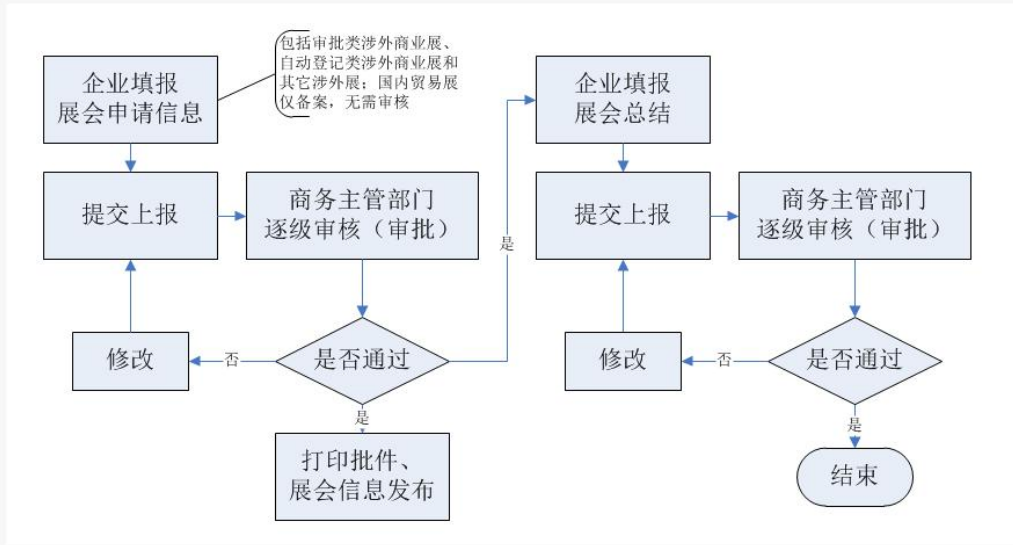 包括审批类涉外商业展、
自动登记类涉外商业展和
其它涉外展；国内贸易展
仅备案，无需审核
企业填报
展会申请信息
提交上报
商务主管部门
逐级审核（审批）
修改
否
是否通过
是
打印批件、
展会信息发布
是
企业填报
展会总结
提交上报
商务主管部门
逐级审核（审批）
修改
否
是否通过
是
结束